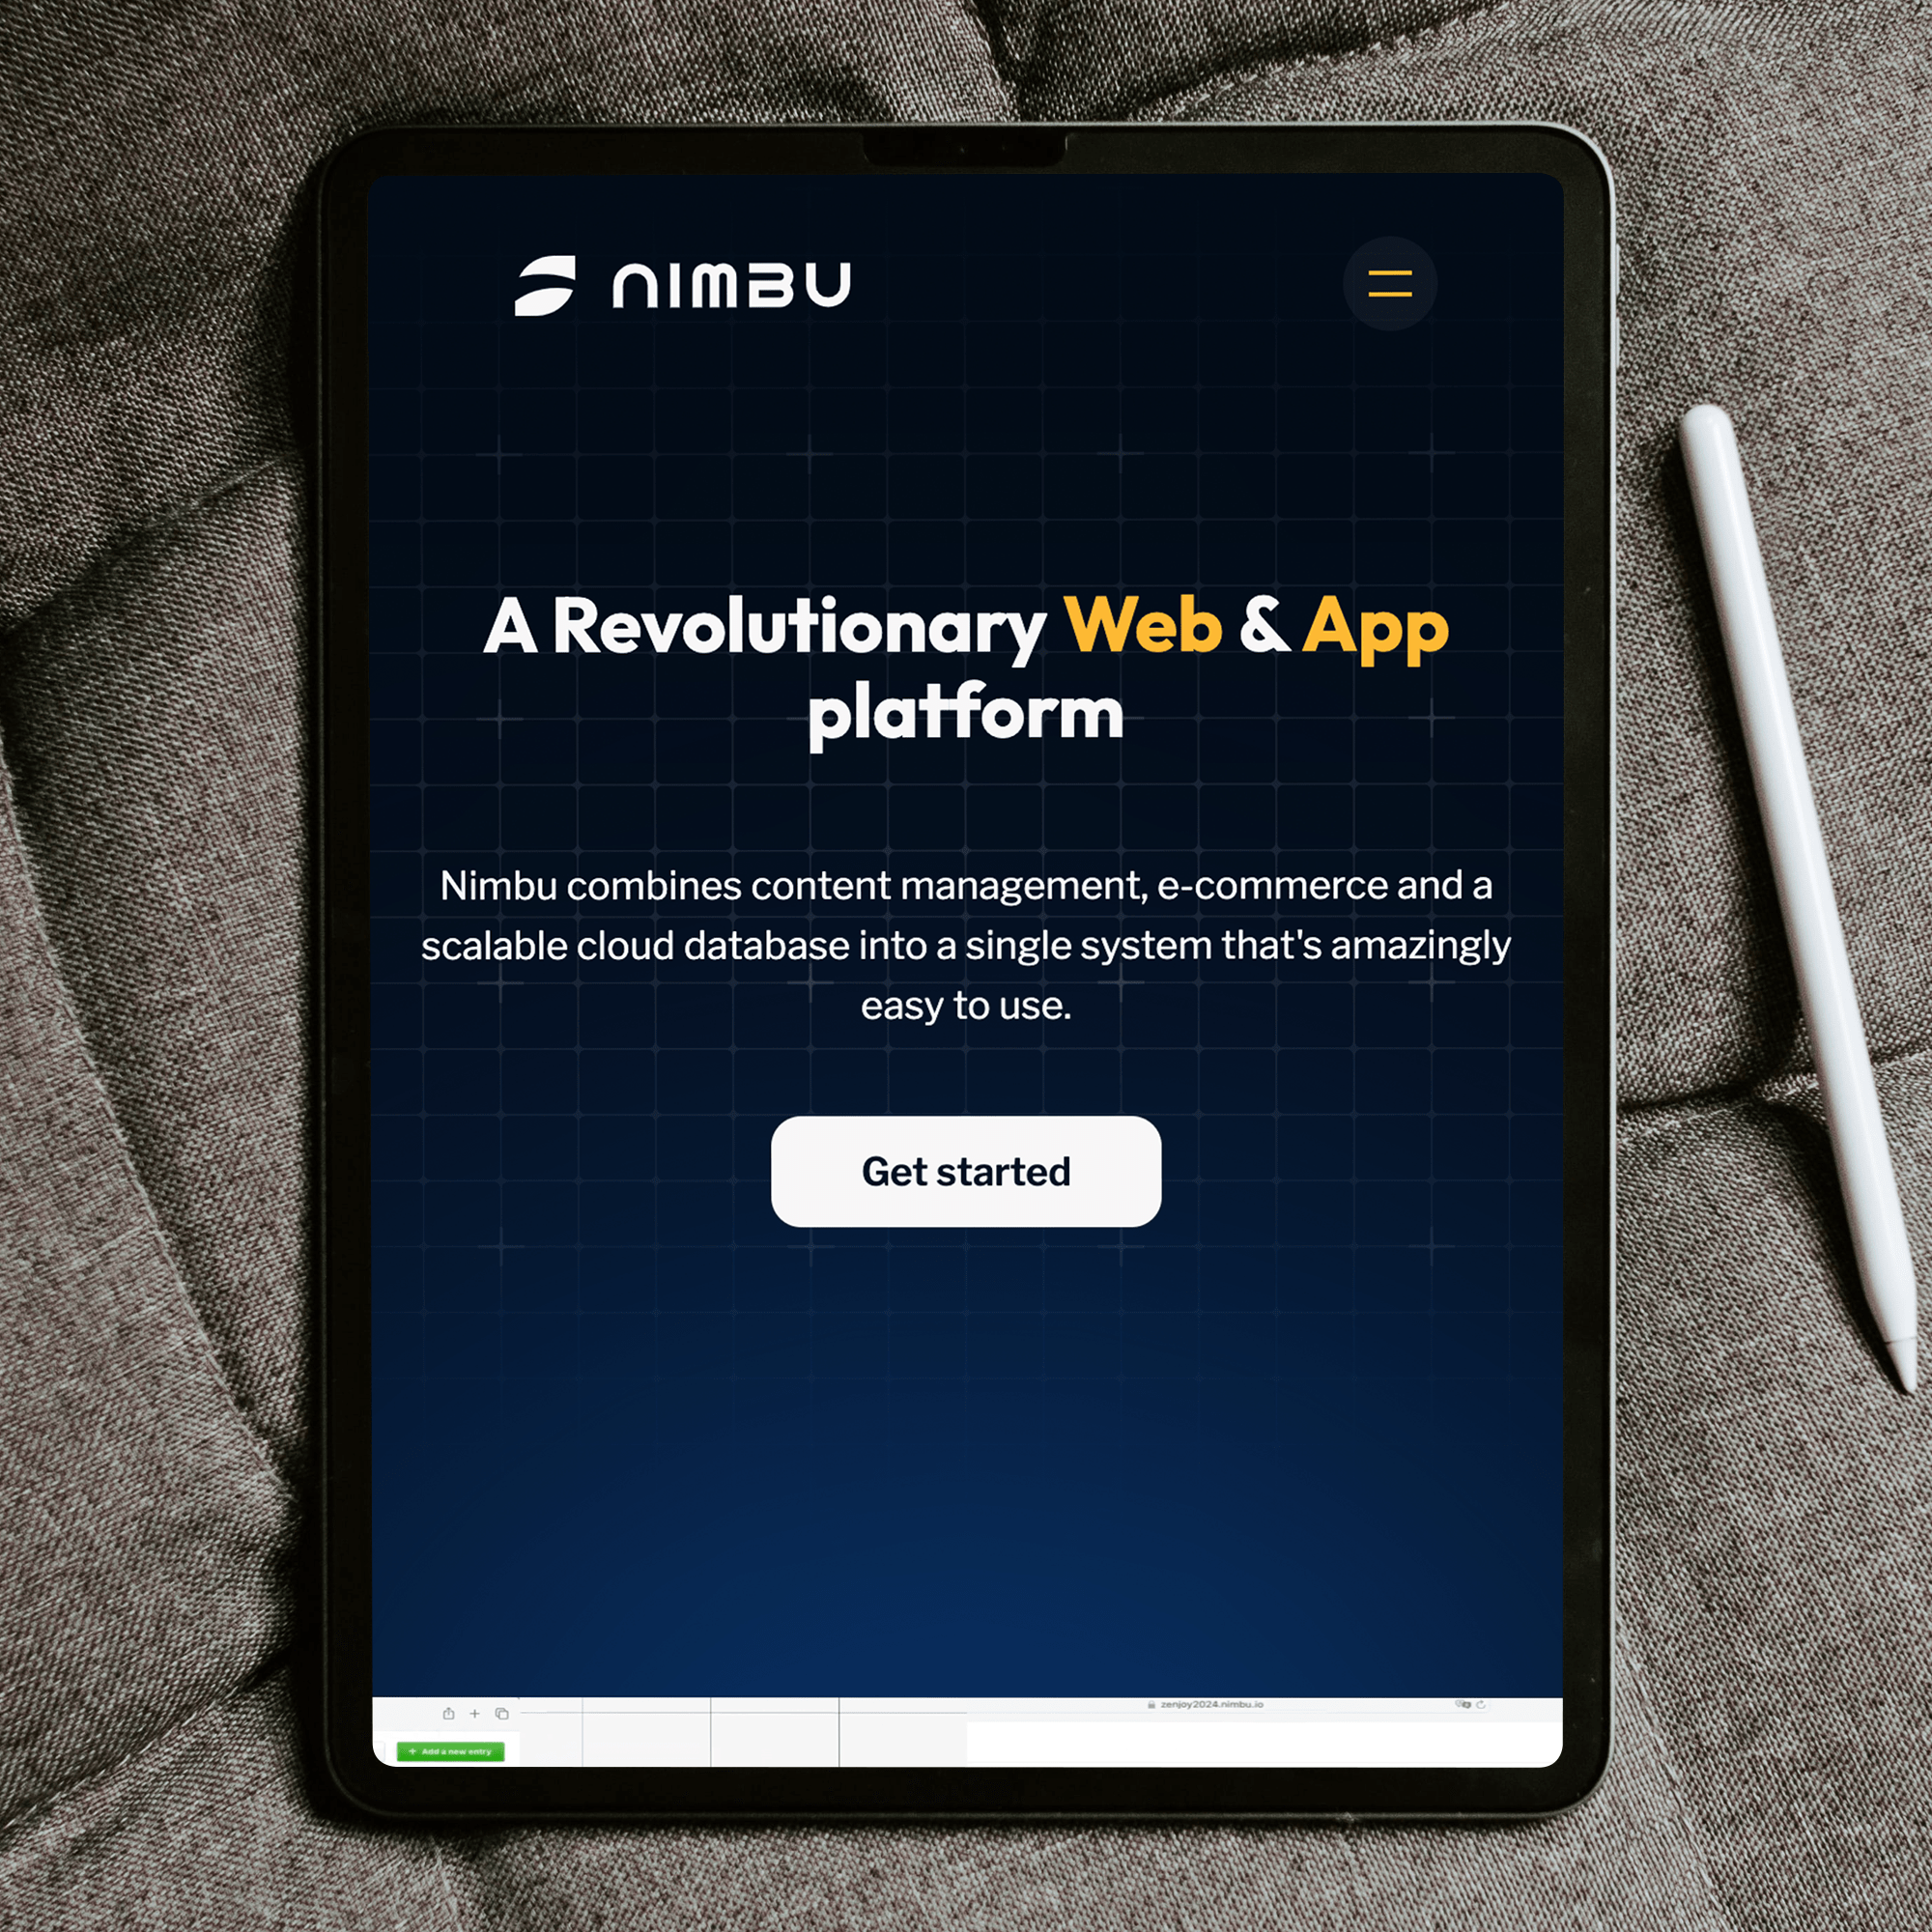 NIMBU
A Revolutionary Web & App
platform
Nimbu combines content management, e-commerce and a
scalable cloud database into a single system that's amazingly
easy to use.
Get started
zenjoy2024.nimbu.io
+ Add a new entry